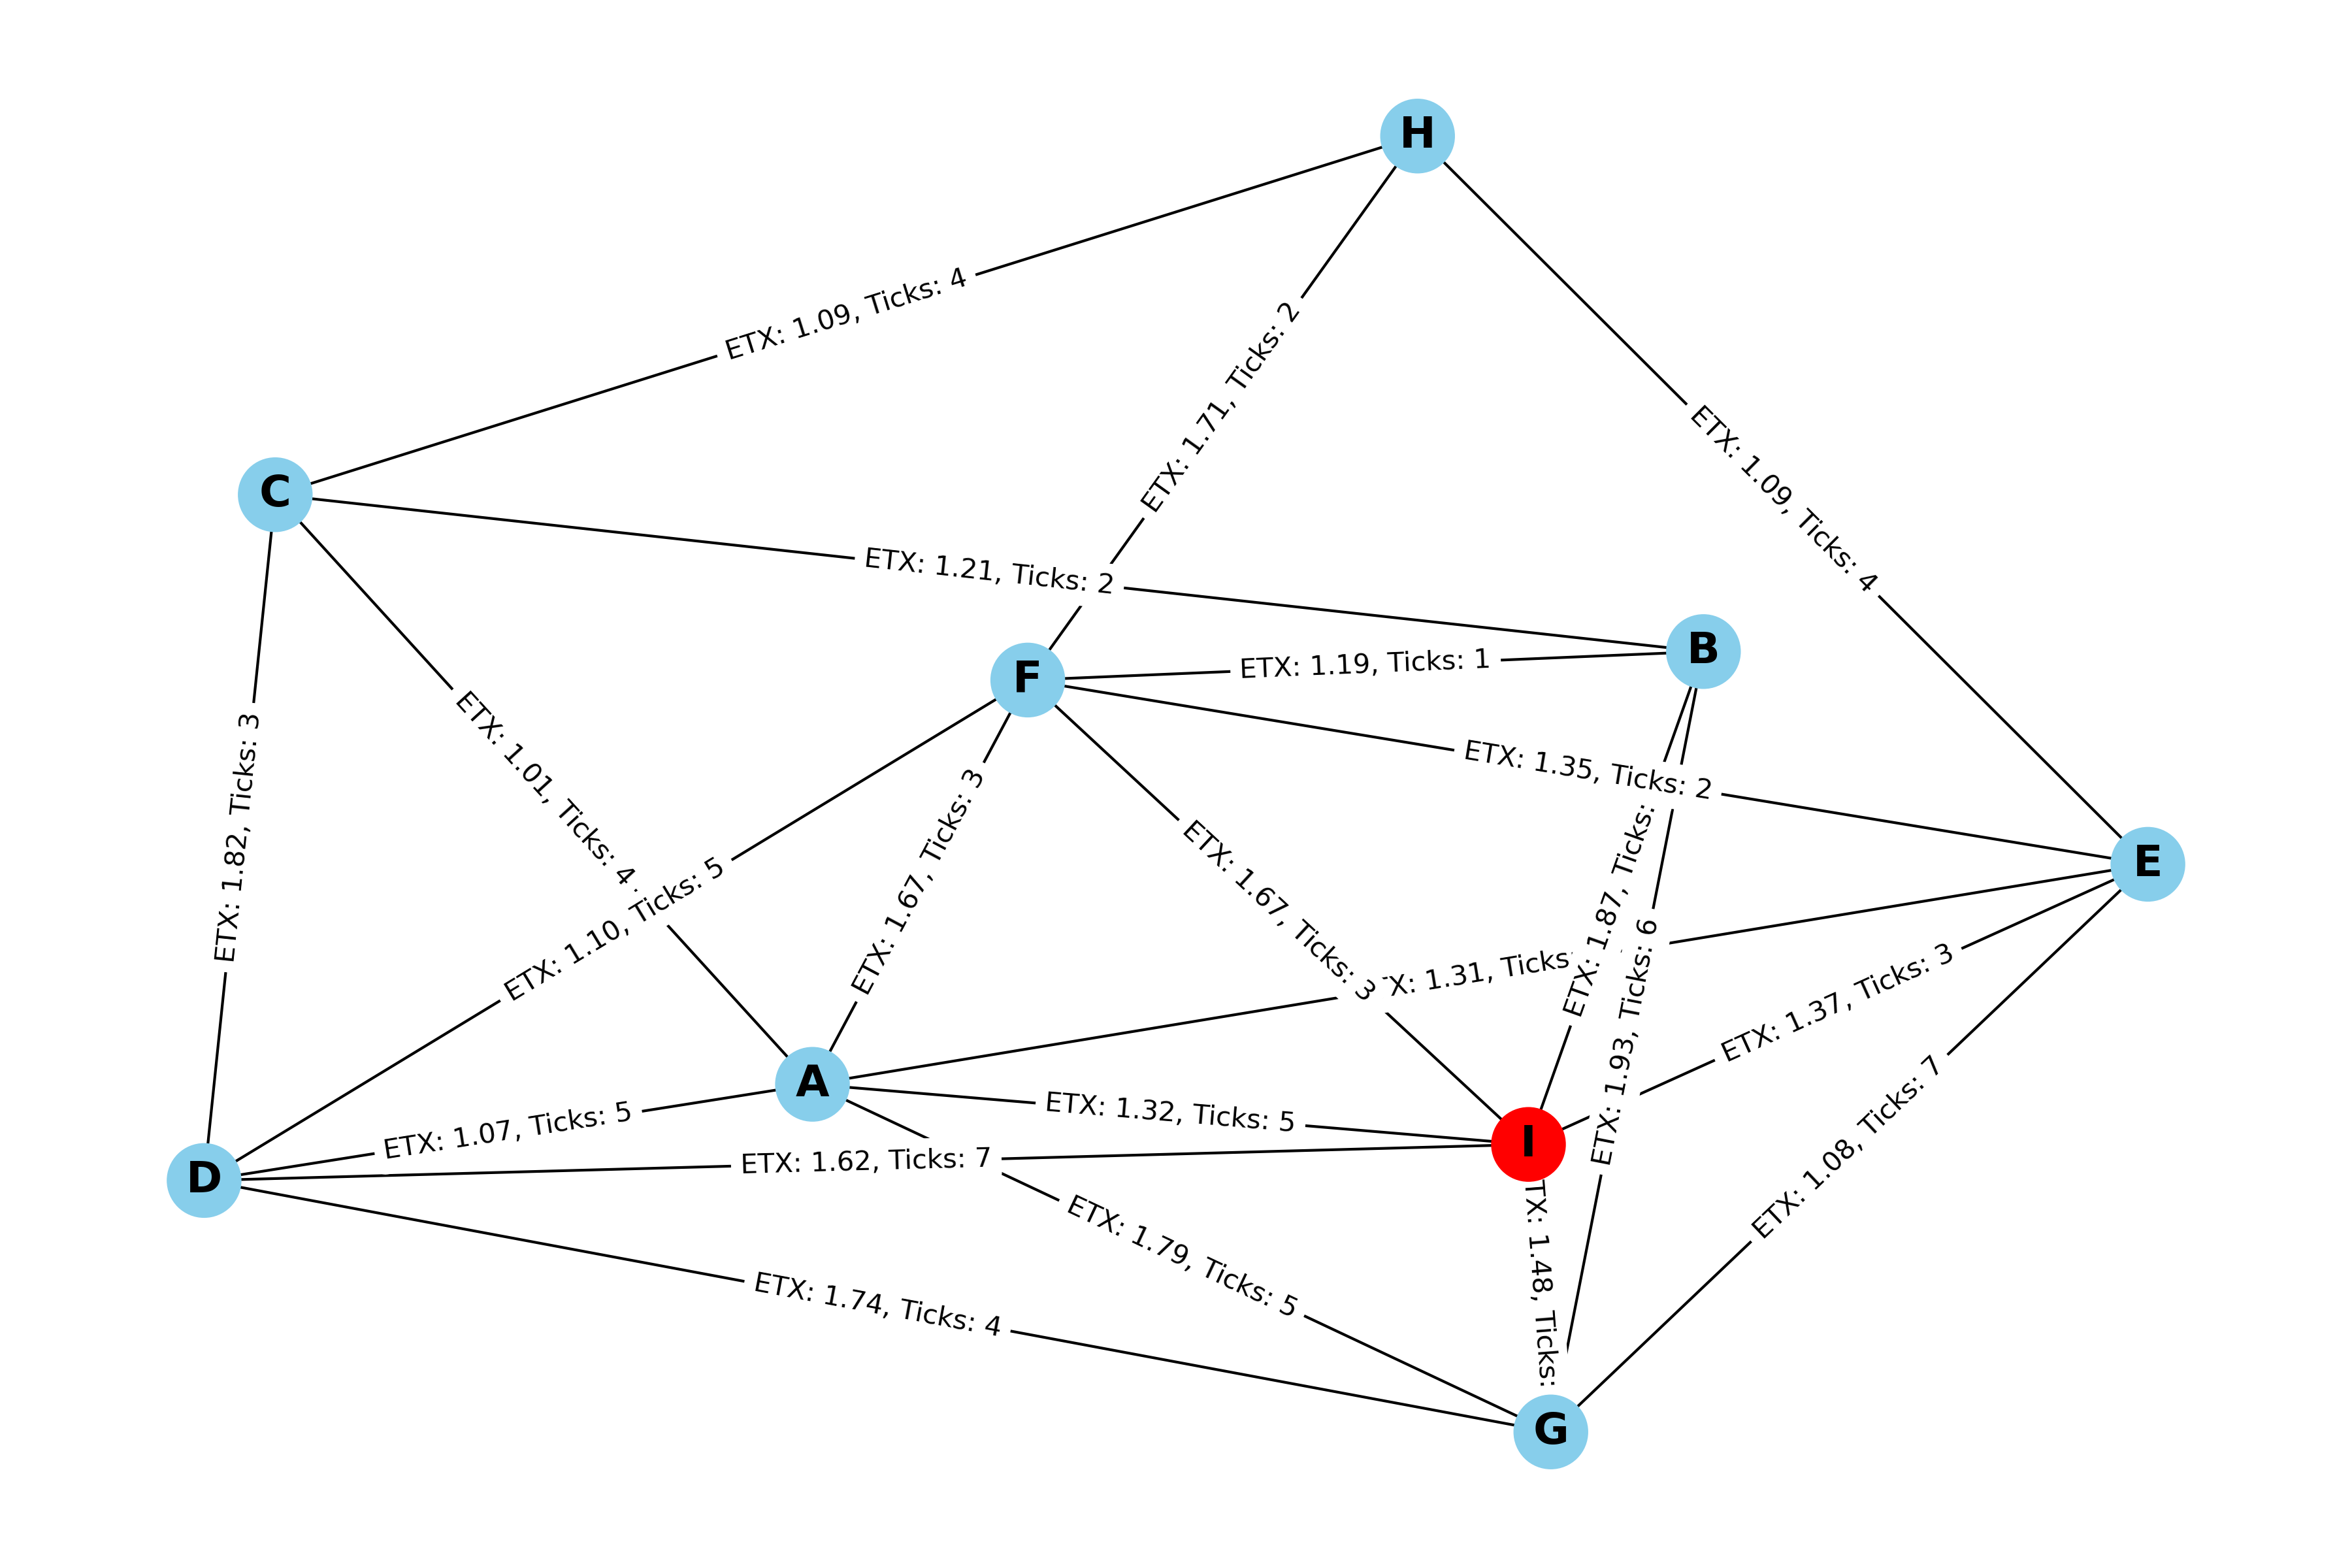 H
ETX: 1.09, Ticks: 4
ETX: 1.71, Ticks: 2
ETX: 1.09, Ticks: 4
C
ETX: 1.21, Ticks: 2
B
F
ETX: 1.19, Ticks: 1
ETX: 1.35, Ticks: 2
ETX: 1.82, Ticks: 3
ETX: 1.01, Ticks: 4
ETX: 1.10, Ticks: 5
ETX: 1.67, Ticks: 3
ETX: 1.67, Ticks: 3
ETX: 1.87, Ticks:
E
X: 1.31, Ticks:
ETX: 1.93, Ticks: 6
ETX: 1.37, Ticks: 3
A
ETX: 1.07, Ticks: 5
ETX: 1.32, Ticks: 5
I
D
ETX: 1.62, Ticks: 7
ETX: 1.08, Ticks: 7
ETX: 1.79, Ticks: 5
TX: 1.48, Ticks:
ETX: 1.74, Ticks: 4
G